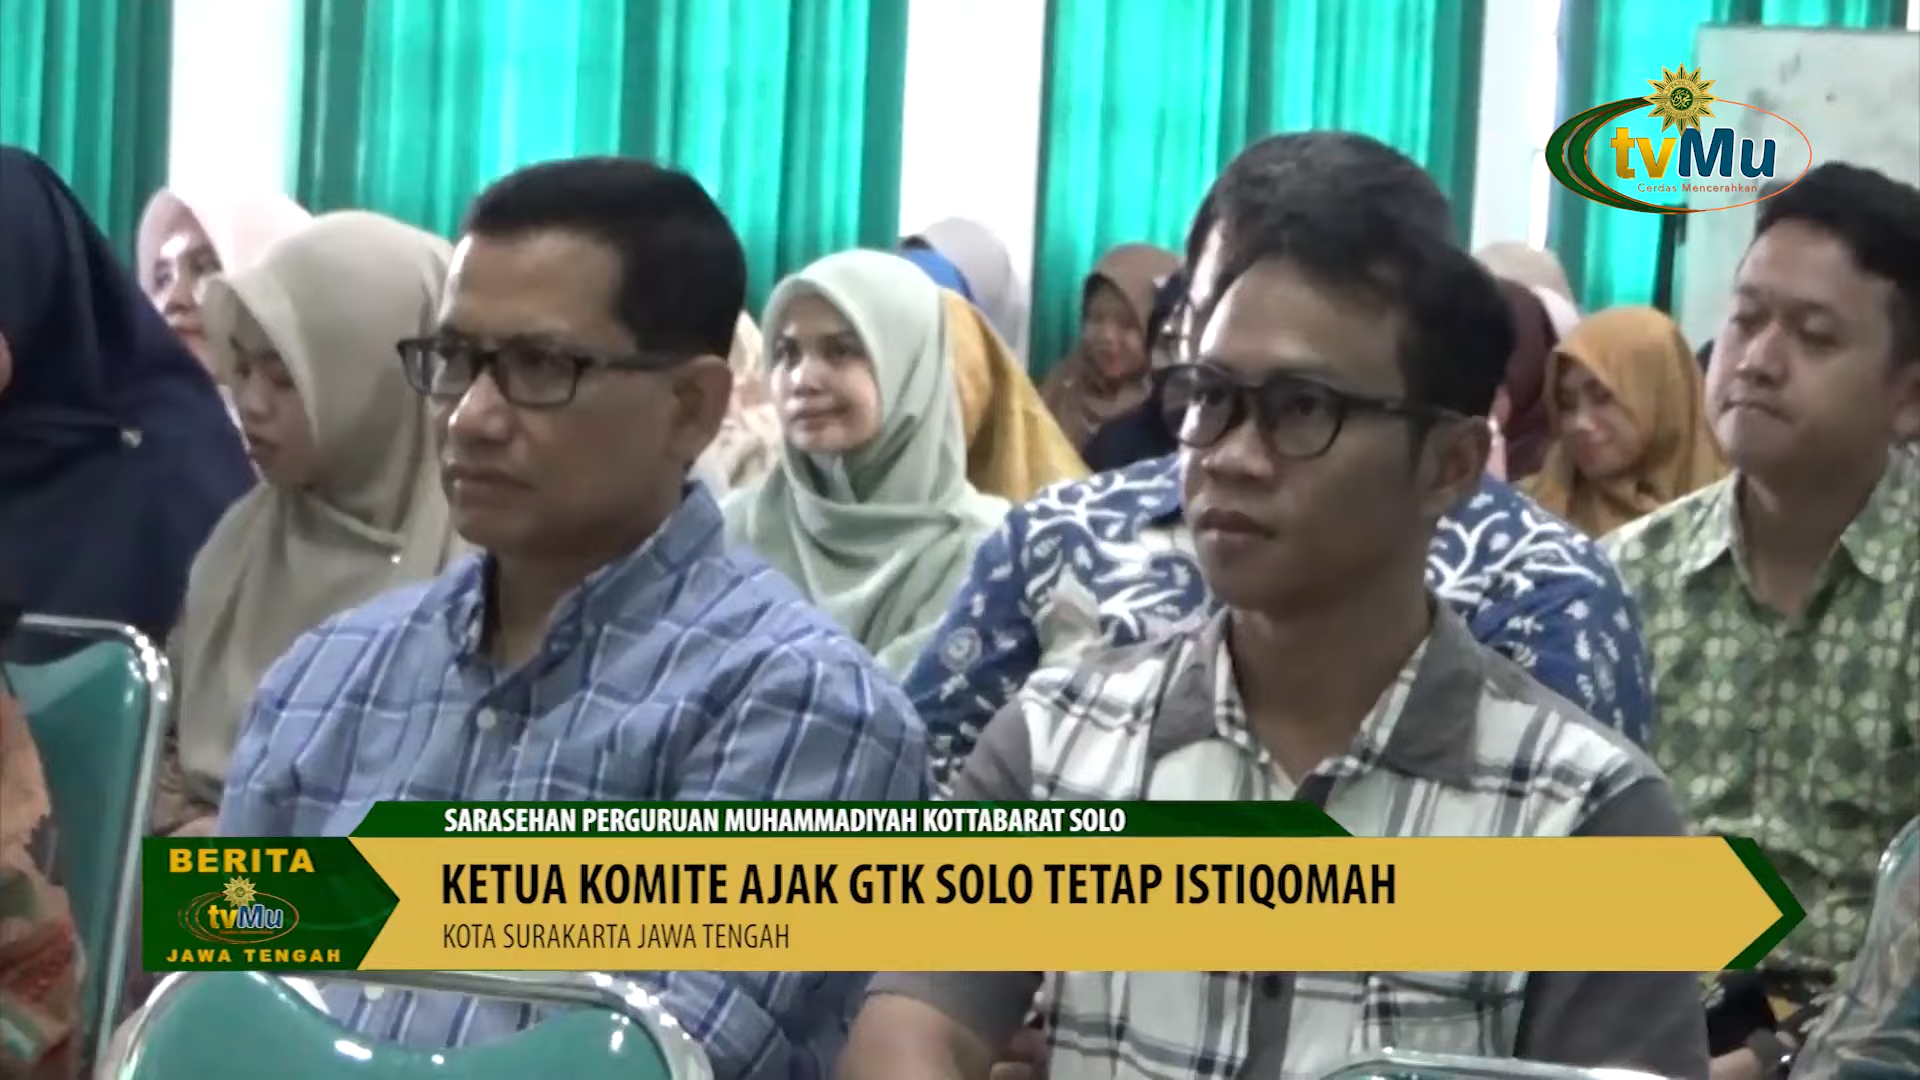 tvMu
Cerdas Mencerahkan
SARASEHAN PERGURUAN MUHAMMADIYAH KOTTABARAT SOLO
BERITA
tvMu
JAWA TENGAH
KETUA KOMITE AJAK GTK SOLO TETAP ISTIQOMAH
KOTA SURAKARTA JAWA TENGAH